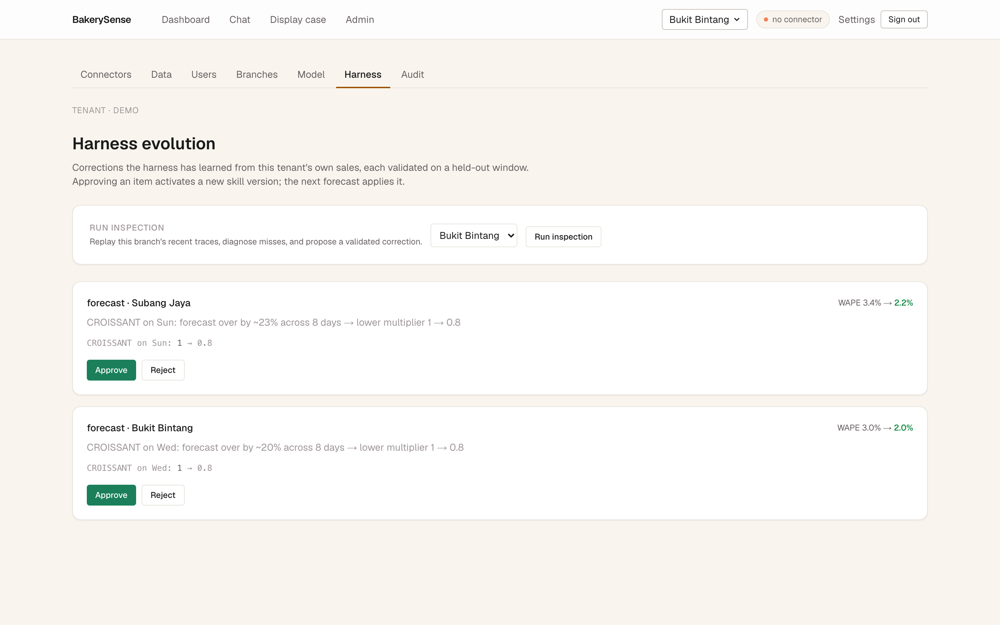 BakerySense Dashboard Chat Display case Admin Bukit Bintang no connector Settings Sign out
Connectors Data Users Branches Model Harness Audit
TENANT · DEMO
Harness evolution
Corrections the harness has learned from this tenant's own sales, each validated on a held-out window.
Approving an item activates a new skill version; the next forecast applies it.
RUN INSPECTION
Replay this branch's recent traces, diagnose misses, and propose a validated correction. Bukit Bintang Run inspection
forecast · Subang Jaya WAPE 3.4% → 2.2%
CROISSANT on Sun: forecast over by ~23% across 8 days → lower multiplier 1 → 0.8
CROISSANT on Sun: 1 → 0.8
Approve Reject
forecast · Bukit Bintang WAPE 3.0% → 2.0%
CROISSANT on Wed: forecast over by ~20% across 8 days → lower multiplier 1 → 0.8
CROISSANT on Wed: 1 → 0.8
Approve Reject